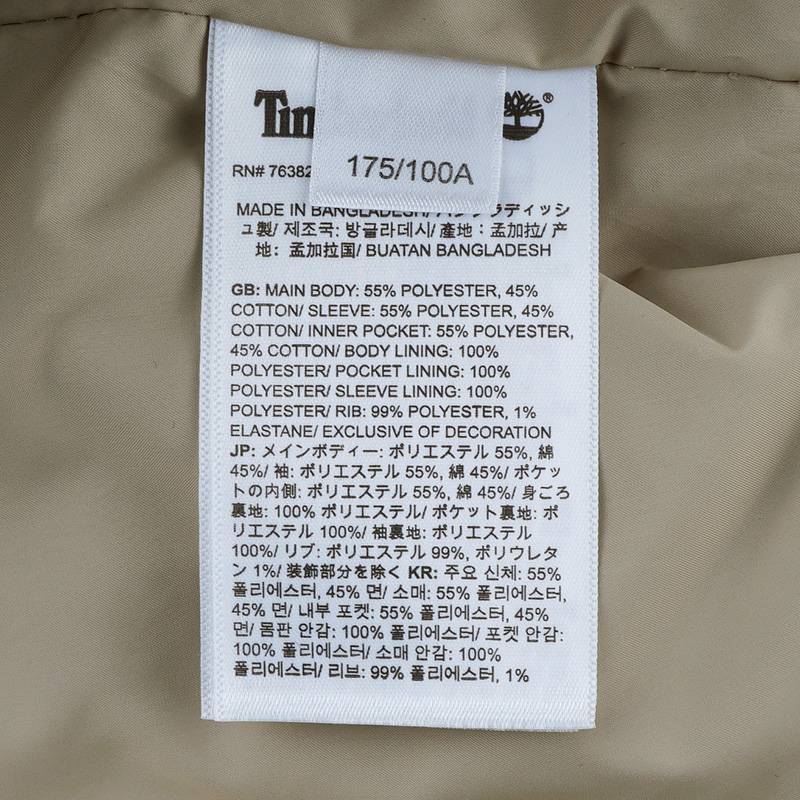 Tim
®
175/100A
RN# 7638
MADE IN BANGLADESH/ バングラディッシ
ュ製/ 제조국: 방글라데시/ 產地: 孟加拉/ 产
地: 孟加拉国/ BUATAN BANGLADESH
GB: MAIN BODY: 55% POLYESTER, 45%
COTTON/ SLEEVE: 55% POLYESTER, 45%
COTTON/ INNER POCKET: 55% POLYESTER,
45% COTTON/ BODY LINING: 100%
POLYESTER/ POCKET LINING: 100%
POLYESTER/ SLEEVE LINING: 100%
POLYESTER/ RIB: 99% POLYESTER, 1%
ELASTANE/ EXCLUSIVE OF DECORATION
JP: メインボディー: ポリエステル 55%, 綿
45%/ 袖: ポリエステル 55%, 綿 45%/ ポケッ
トの内側: ポリエステル 55%, 綿 45%/ 身ごろ
裏地: 100% ポリエステル/ ポケット裏地: ポ
リエステル 100%/ 袖裏地: ポリエステル
100%/ リブ: ポリエステル 99%, ポリウレタ
ン 1%/ 装飾部分を除く KR: 주요 신체: 55%
폴리에스터, 45% 면/ 소매: 55% 폴리에스터,
45% 면/ 내부 포켓: 55% 폴리에스터, 45%
면/ 몸판 안감: 100% 폴리에스터/ 포켓 안감:
100% 폴리에스터/ 소매 안감: 100%
폴리에스터/ 리브: 99% 폴리에스터, 1%